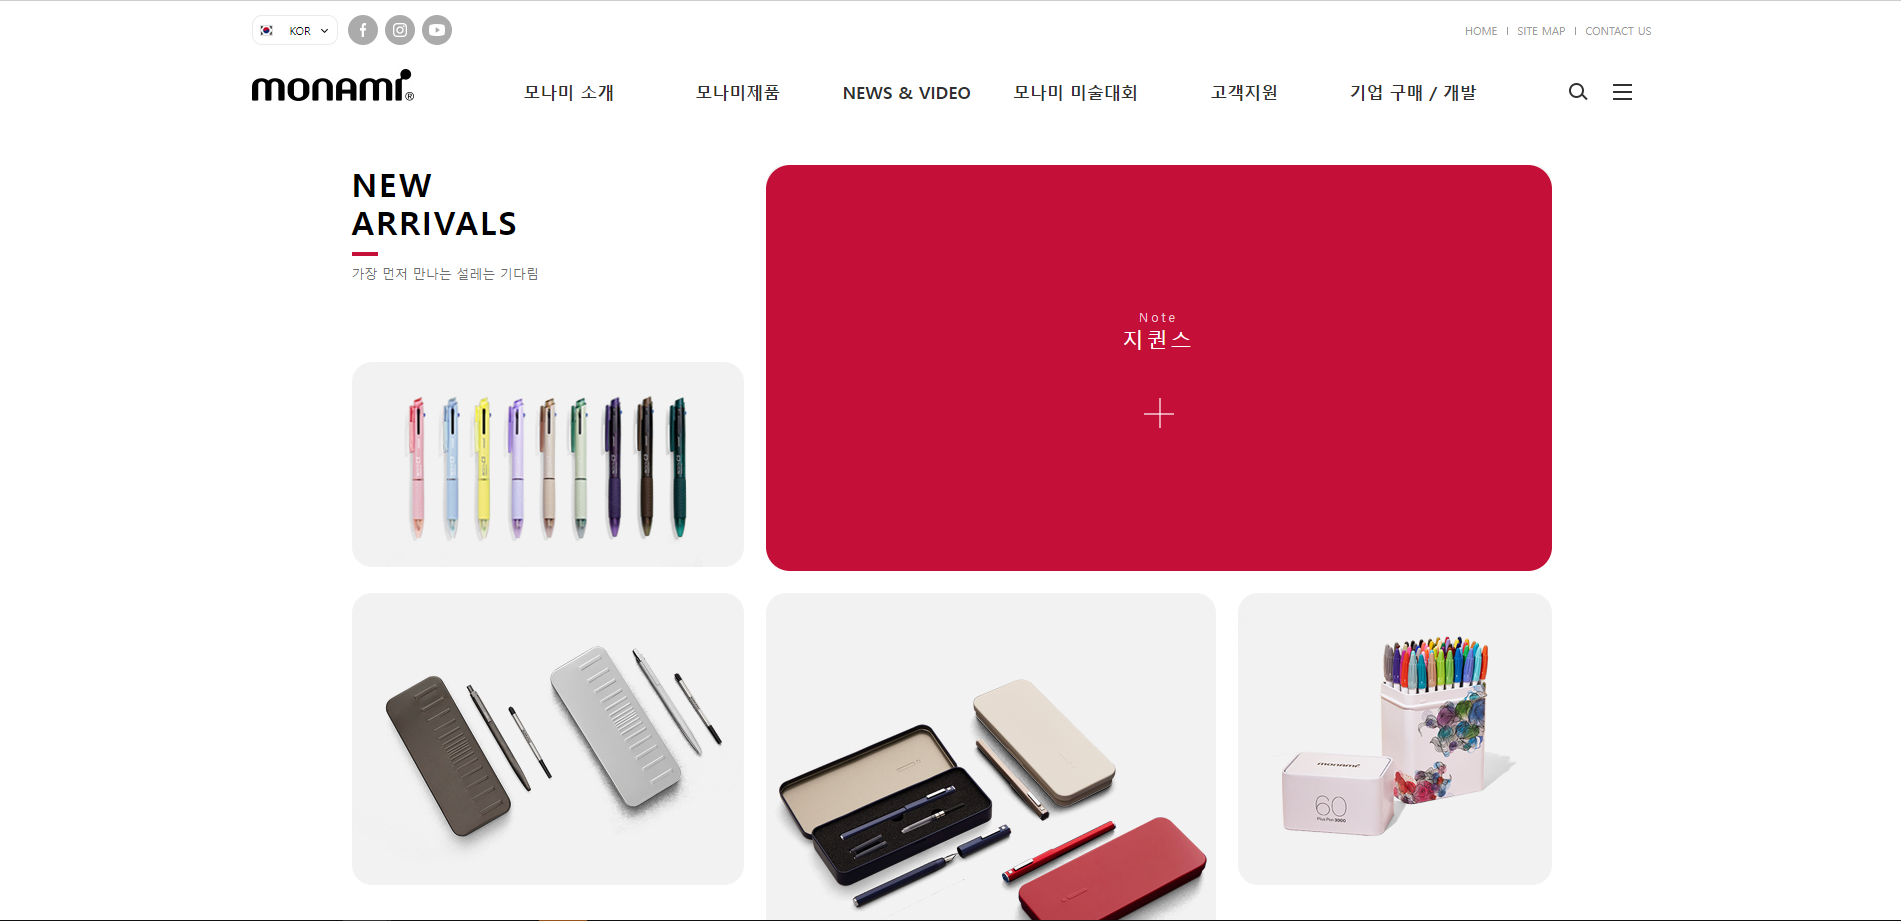 KOR
HOME
SITE MAP
CONTACT US
monami®
모나미 소개
모나미제품
NEWS & VIDEO
모나미 미술대회
고객지원
기업 구매 / 개발
NEW
ARRIVALS
가장 먼저 만나는 설레는 기다림
Note
지퀀스
monami
60
Plus Pen 3000